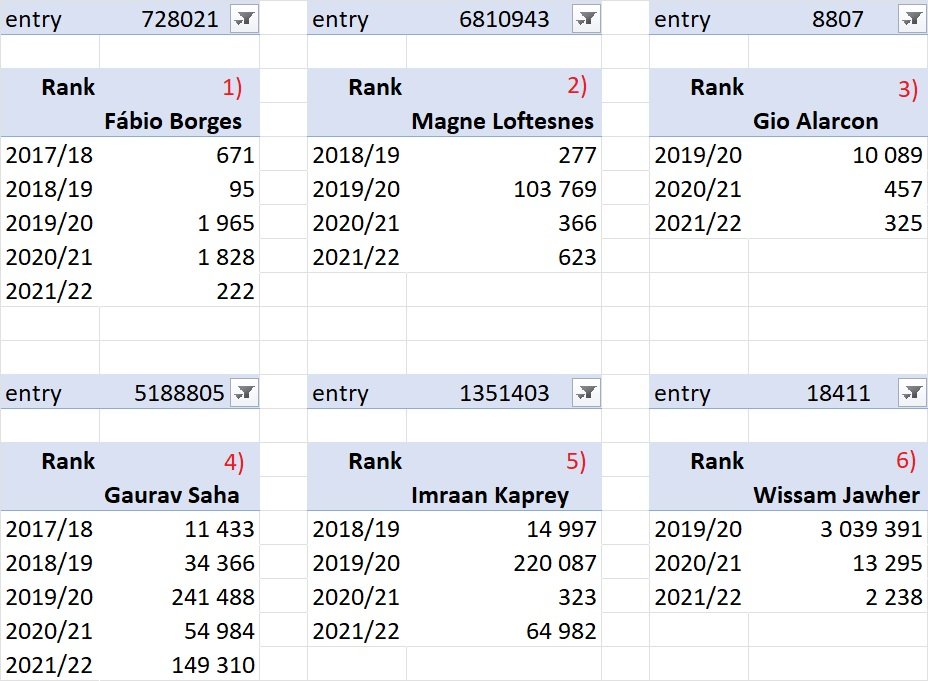 entry 728021 entry 6810943 entry 8807
Rank 1) Rank 2) Rank 3)
Fábio Borges Magne Loftesnes Gio Alarcon
2017/18 671 2018/19 277 2019/20 10 089
2018/19 95 2019/20 103 769 2020/21 457
2019/20 1 965 2020/21 366 2021/22 325
2020/21 1 828 2021/22 623
2021/22 222
entry 5188805 entry 1351403 entry 18411
Rank 4) Rank 5) Rank 6)
Gaurav Saha Imraan Kaprey Wissam Jawher
2017/18 11 433 2018/19 14 997 2019/20 3 039 391
2018/19 34 366 2019/20 220 087 2020/21 13 295
2019/20 241 488 2020/21 323 2021/22 2 238
2020/21 54 984 2021/22 64 982
2021/22 149 310